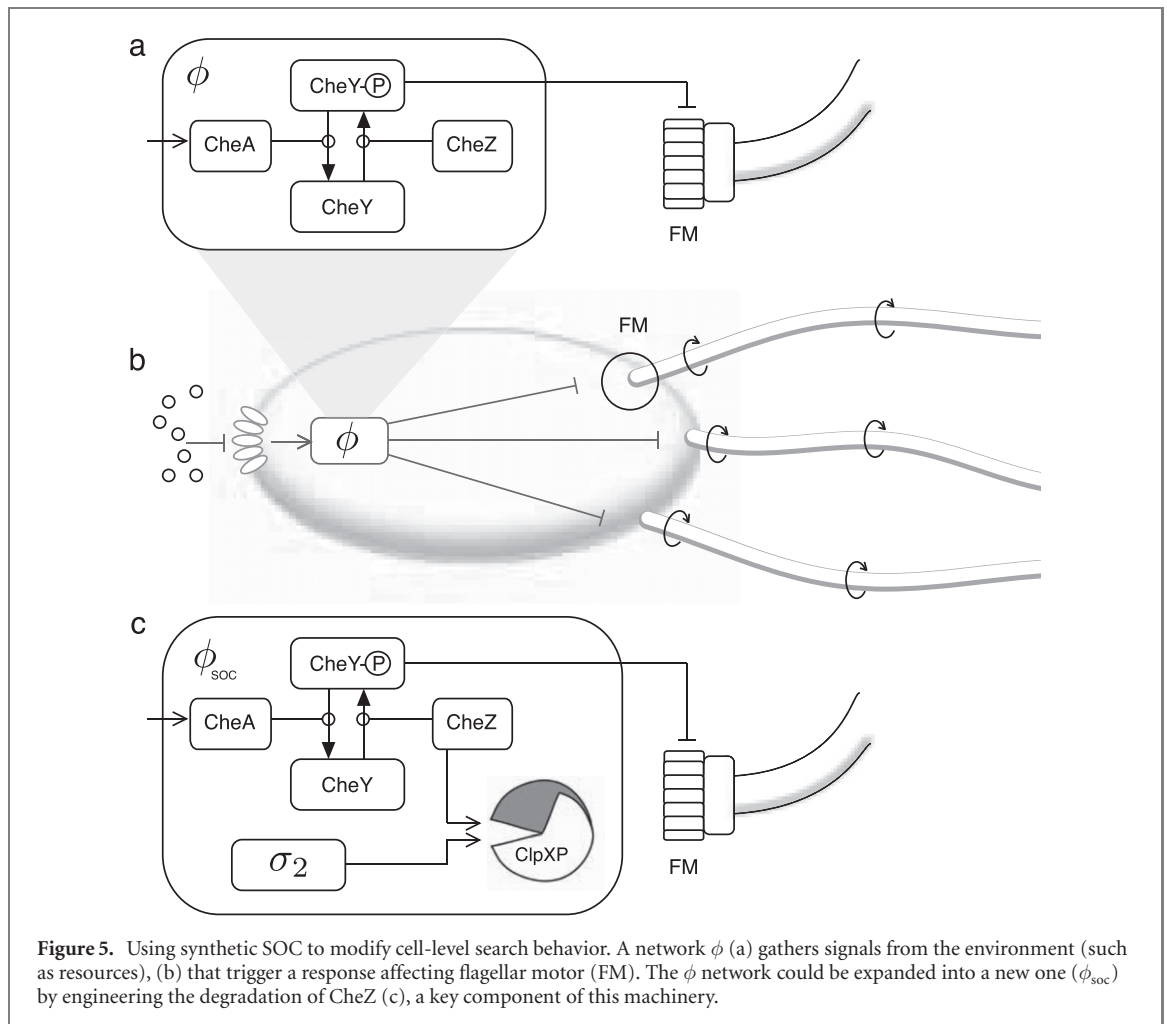 a
ϕ
CheY-P
CheA
CheZ
CheY
FM
b
FM
ϕ
c
ϕsoc
CheY-P
CheA
CheZ
CheY
σ2
ClpXP
FM
Figure 5. Using synthetic SOC to modify cell-level search behavior. A network ϕ (a) gathers signals from the environment (such
as resources), (b) that trigger a response affecting flagellar motor (FM). The ϕ network could be expanded into a new one (ϕsoc)
by engineering the degradation of CheZ (c), a key component of this machinery.